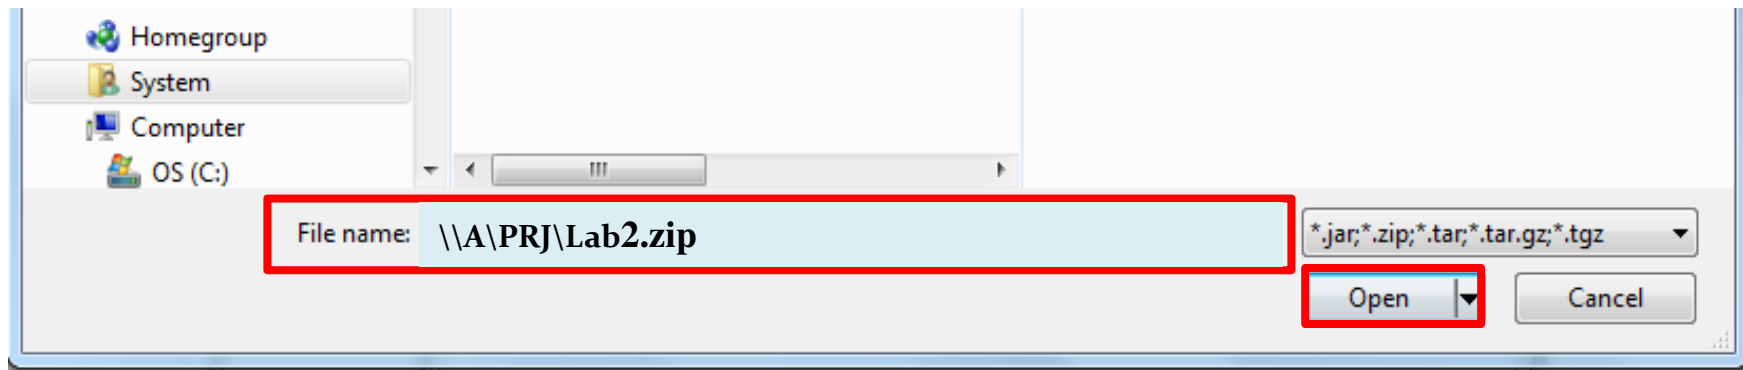 Homegroup
System
Computer
OS (C:)
File name: \\A\PRJ\Lab2.zip
*.jar;*.zip;*.tar;*.tar.gz;*.tgz
Open
Cancel